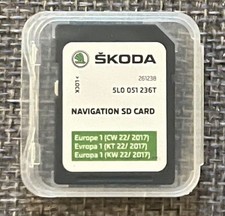 ŠKODA
LOCK
26123B
5L0 051 236T
NAVIGATION SD CARD
Europe 1 (CW 22/ 2017)
Evropa 1 (KT 22/ 2017)
Europa 1 (KW 22/ 2017)